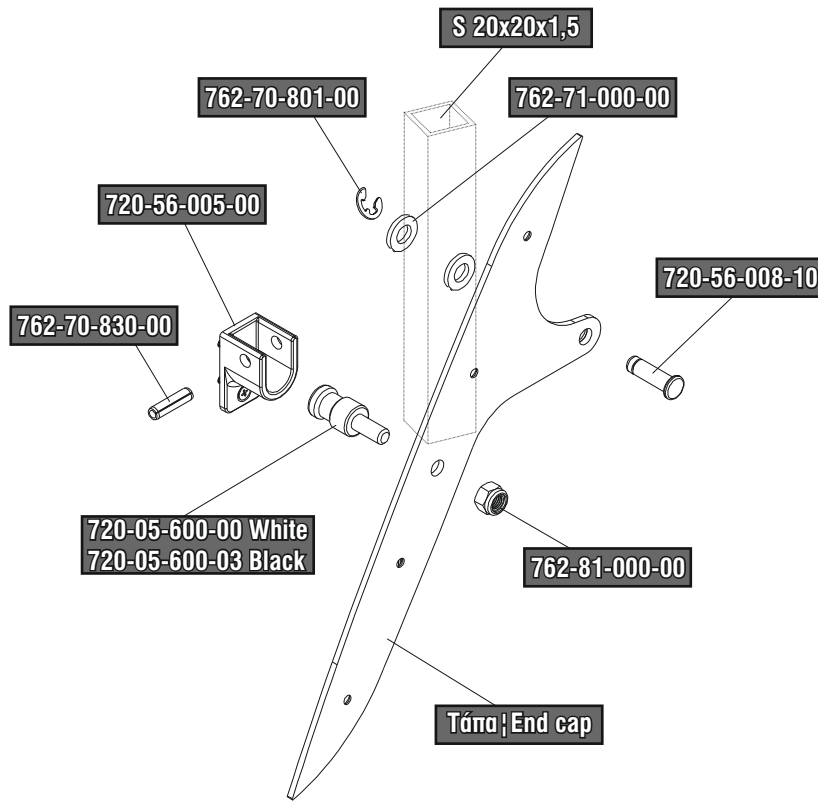 S 20x20x1,5
762-70-801-00
762-71-000-00
720-56-005-00
720-56-008-10
762-70-830-00
720-05-600-00 White
720-05-600-03 Black
762-81-000-00
Τάπα ¦ End cap